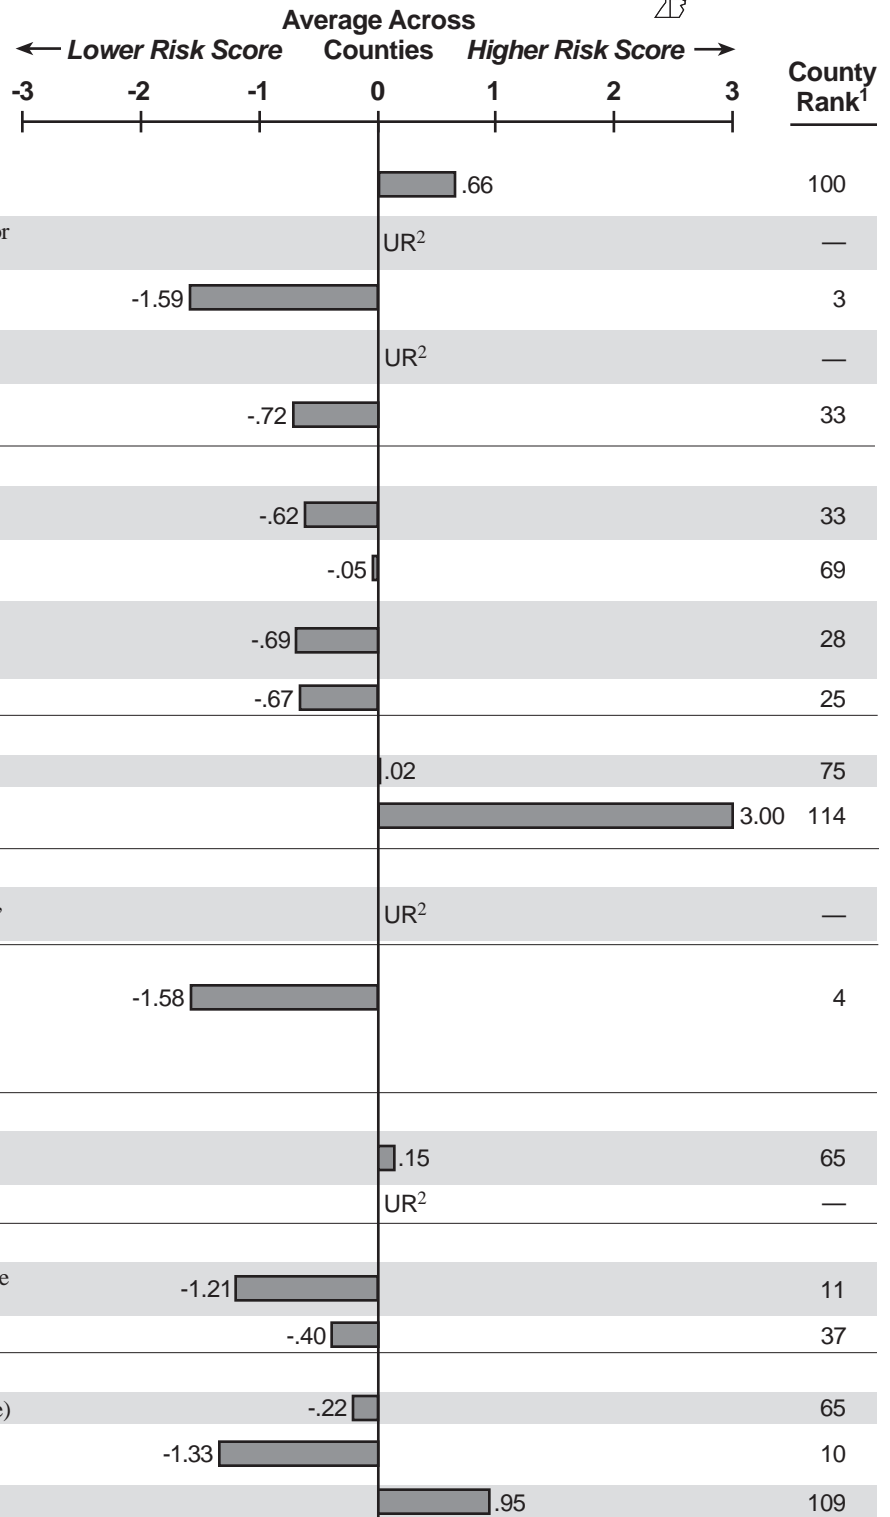 Average Across
← Lower Risk Score Counties Higher Risk Score →
County
Rank¹
-3 -2 -1 0 1 2 3
.66 100
or
UR² —
-1.59 3
UR² —
-.72 33
-.62 33
-.05 69
-.69 28
-.67 25
.02 75
3.00 114
, UR² —
-1.58 4
.15 65
UR² —
e
-1.21 11
-.40 37
e) -.22 65
-1.33 10
.95 109